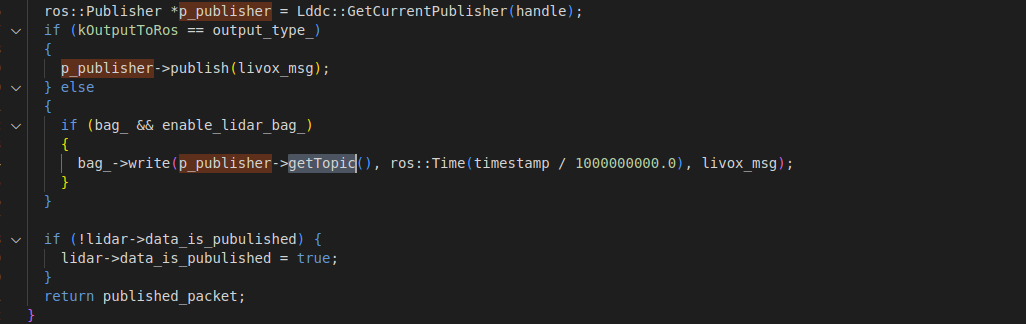 ros::Publisher *p_publisher = Lddc::GetCurrentPublisher(handle);
if (kOutputToRos == output_type_)
{
p_publisher->publish(livox_msg);
} else
{
if (bag_ && enable_lidar_bag_)
{
bag_->write(p_publisher->getTopic(), ros::Time(timestamp / 1000000000.0), livox_msg);
}
}
if (!lidar->data_is_pubulished) {
lidar->data_is_pubulished = true;
}
return published_packet;
}